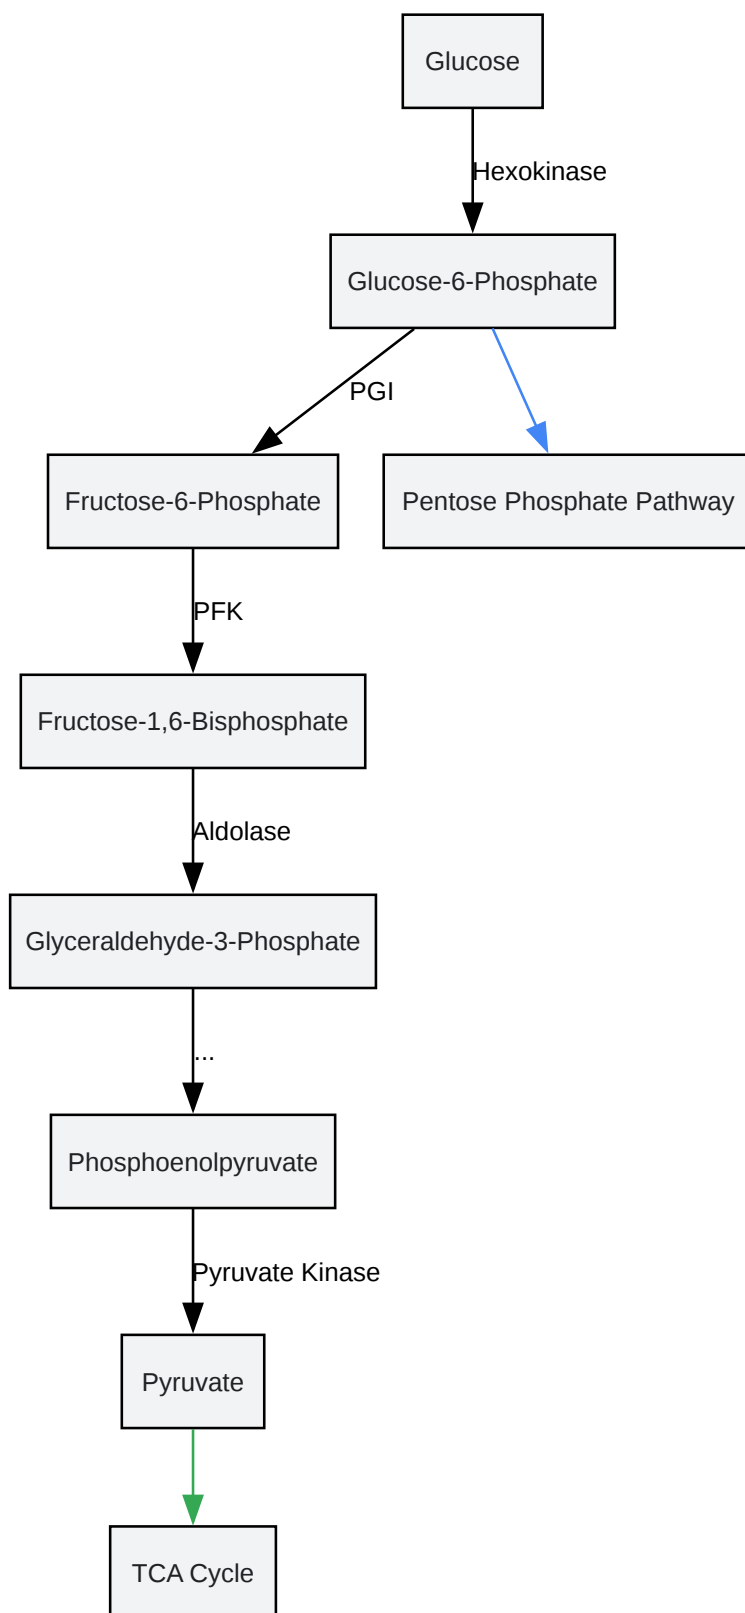 Glucose
Hexokinase
Glucose-6-Phosphate
PGI
Fructose-6-Phosphate
Pentose Phosphate Pathway
PFK
Fructose-1,6-Bisphosphate
Aldolase
Glyceraldehyde-3-Phosphate
...
Phosphoenolpyruvate
Pyruvate Kinase
Pyruvate
TCA Cycle